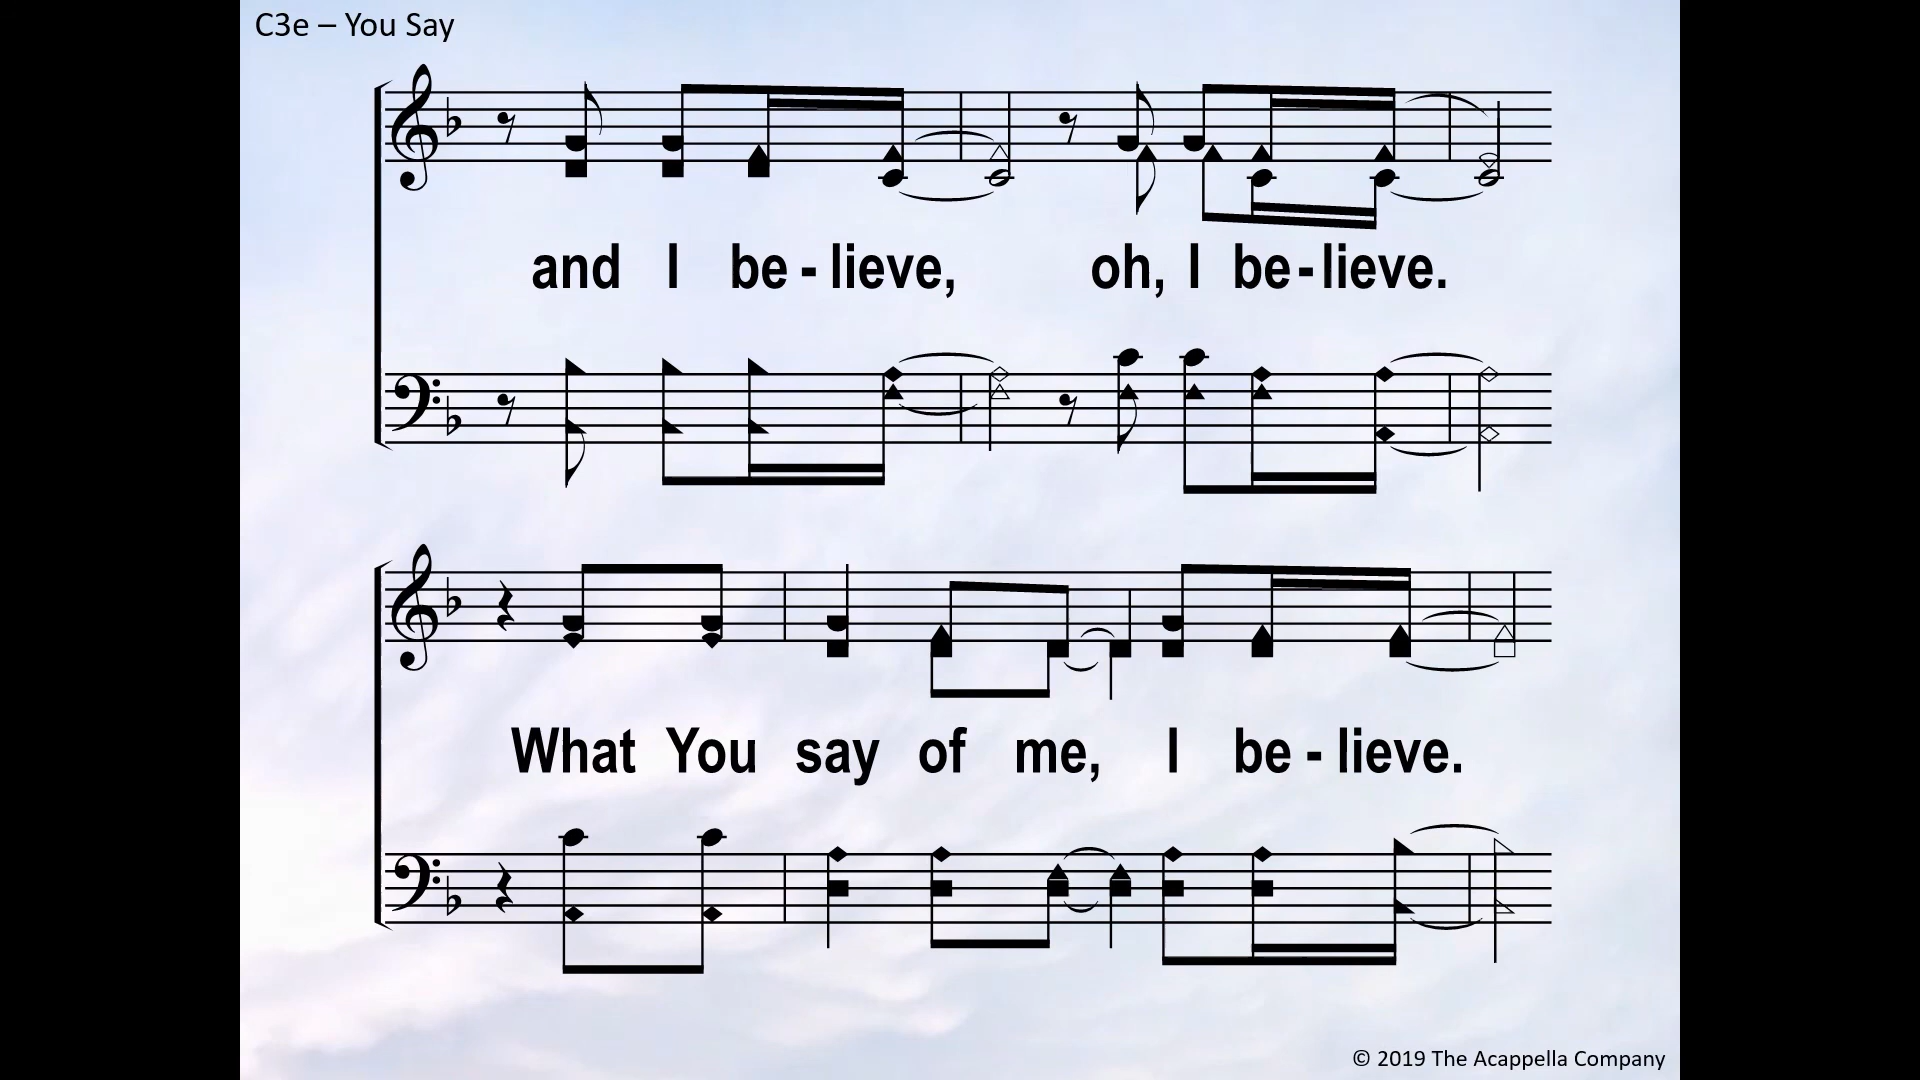 C3e – You Say
and I be - lieve, oh, I be - lieve.
What You say of me, I be - lieve.
© 2019 The Acappella Company